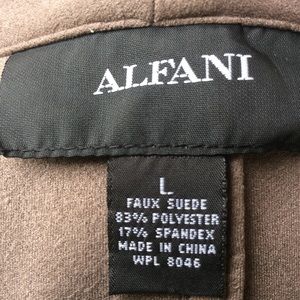 ALFANI
L
FAUX SUEDE
83% POLYESTER
17% SPANDEX
MADE IN CHINA
WPL 8046